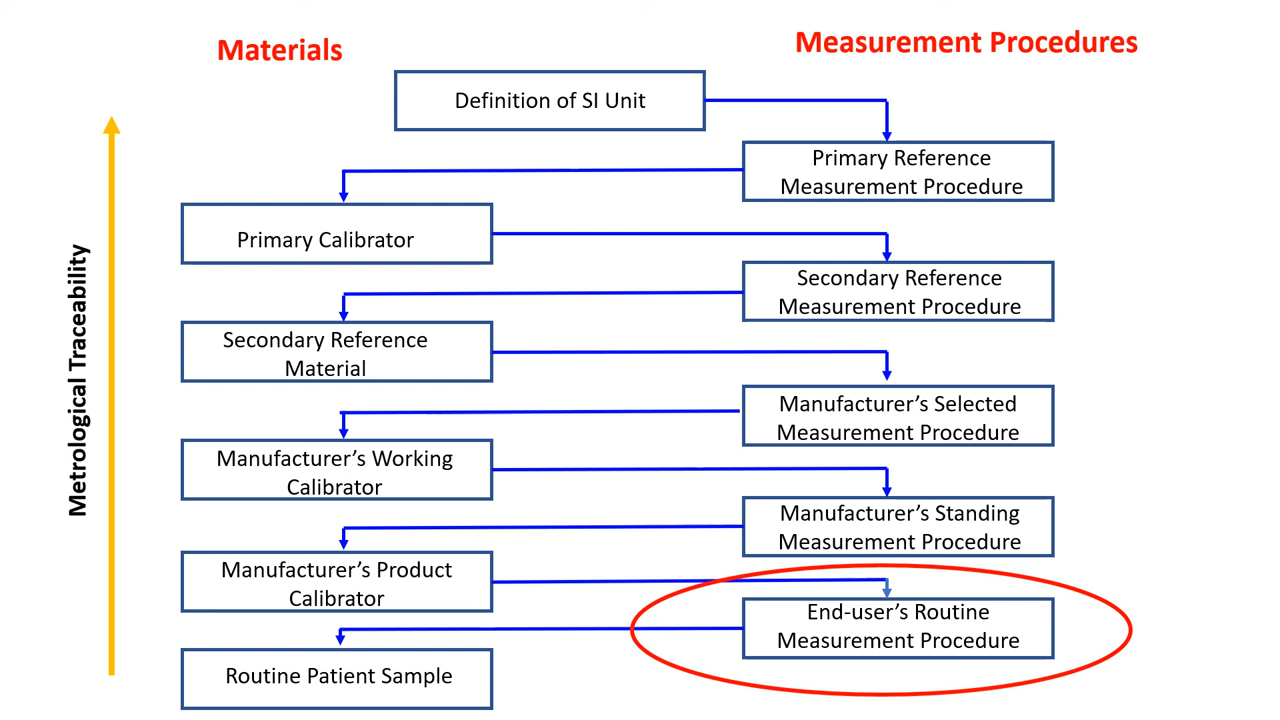 Materials
Measurement Procedures
Definition of SI Unit
Primary Reference
Measurement Procedure
Primary Calibrator
Secondary Reference
Measurement Procedure
Secondary Reference
Material
Manufacturer's Selected
Measurement Procedure
Manufacturer's Working
Calibrator
Manufacturer's Standing
Measurement Procedure
Manufacturer's Product
Calibrator
End-user's Routine
Measurement Procedure
Routine Patient Sample
Metrological Traceability